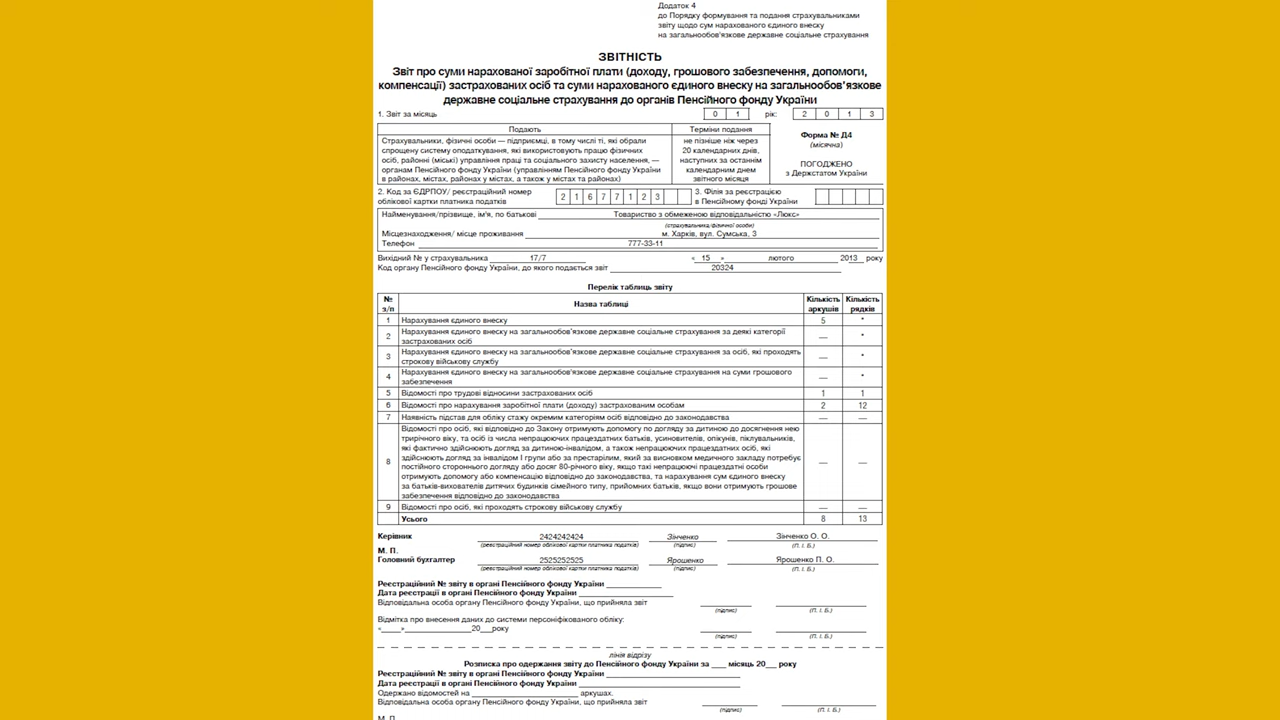 Додаток 4
до Порядку формування та подання страхувальниками
звіту щодо сум нарахованого єдиного внеску
на загальнообов'язкове державне соціальне страхування
ЗВІТНІСТЬ
Звіт про суми нарахованої заробітної плати (доходу, грошового забезпечення, допомоги,
компенсації) застрахованих осіб та суми нарахованого єдиного внеску на загальнообов'язкове
державне соціальне страхування до органів Пенсійного фонду України
1. Звіт за місяць 0 1 рік: 2 0 1 3
Подають
Страхувальники, фізичні особи — підприємці, в тому числі ті, які обрали
спрощену систему оподаткування, які використовують працю фізичних
осіб, районні (міські) управління праці та соціального захисту населення, —
органам Пенсійного фонду України (управлінням Пенсійного фонду України
в районах, містах, районах у містах, а також у містах та районах)
Терміни подання
не пізніше ніж через
20 календарних днів,
наступних за останнім
календарним днем
звітного місяця
Форма № Д4
(місячна)
ПОГОДЖЕНО
з Держстатом України
2. Код за ЄДРПОУ/ реєстраційний номер
облікової картки платника податків
2 1 6 7 7 1 2 3
3. Філія за реєстрацією
в Пенсійному фонді України
Найменування/прізвище, ім'я, по батькові Товариство з обмеженою відповідальністю «Люкс»
(страхувальника/фізичної особи)
Місцезнаходження/ місце проживання м. Харків, вул. Сумська, 3
Телефон 777-33-11
Вихідний № у страхувальника 17/7 « 15 » лютого 2013 року
Код органу Пенсійного фонду України, до якого подається звіт 20324
Перелік таблиць звіту
№ з/п Назва таблиці Кількість аркушів Кількість рядків
1 Нарахування єдиного внеску 5 *
2 Нарахування єдиного внеску на загальнообов'язкове державне соціальне страхування за деякі категорії
застрахованих осіб — *
3 Нарахування єдиного внеску на загальнообов'язкове державне соціальне страхування за осіб, які проходять
строкову військову службу — *
4 Нарахування єдиного внеску на загальнообов'язкове державне соціальне страхування на суми грошового
забезпечення — *
5 Відомості про трудові відносини застрахованих осіб 1 1
6 Відомості про нарахування заробітної плати (доходу) застрахованим особам 2 12
7 Наявність підстав для обліку стажу окремим категоріям осіб відповідно до законодавства — —
8 Відомості про осіб, які відповідно до Закону отримують допомогу по догляду за дитиною до досягнення нею
трирічного віку, та осіб із числа непрацюючих працездатних батьків, усиновителів, опікунів, піклувальників,
які фактично здійснюють догляд за дитиною-інвалідом, а також непрацюючих працездатних осіб, які
здійснюють догляд за інвалідом І групи або за престарілим, який за висновком медичного закладу потребує
постійного стороннього догляду або досяг 80-річного віку, якщо такі непрацюючі працездатні особи
отримують допомогу або компенсацію відповідно до законодавства, та нарахування сум єдиного внеску
за батьків-вихователів дитячих будинків сімейного типу, прийомних батьків, якщо вони отримують грошове
забезпечення відповідно до законодавства — —
9 Відомості про осіб, які проходять строкову військову службу — —
Усього 8 13
Керівник 2424242424 Зінченко Зінченко О. О.
(реєстраційний номер облікової картки платника податків) (підпис) (П. І. Б.)
М. П.
Головний бухгалтер 2525252525 Ярошенко Ярошенко П. О.
(реєстраційний номер облікової картки платника податків) (підпис) (П. І. Б.)
Реєстраційний № звіту в органі Пенсійного фонду України ____________
Дата реєстрації в органі Пенсійного фонду України ____________
Відповідальна особа органу Пенсійного фонду України, що прийняла звіт
(підпис) (П. І. Б.)
Відмітка про внесення даних до системи персоніфікованого обліку:
«____»______________20__року
(підпис) (П. І. Б.)
лінія відрізу
Розписка про одержання звіту до Пенсійного фонду України за ___ місяць 20__ року
Реєстраційний № звіту в органі Пенсійного фонду України ____________
Дата реєстрації в органі Пенсійного фонду України ____________
Одержано відомостей на ____________ аркушах.
Відповідальна особа органу Пенсійного фонду України, що прийняла звіт
(підпис) (П. І. Б.)
М. П.